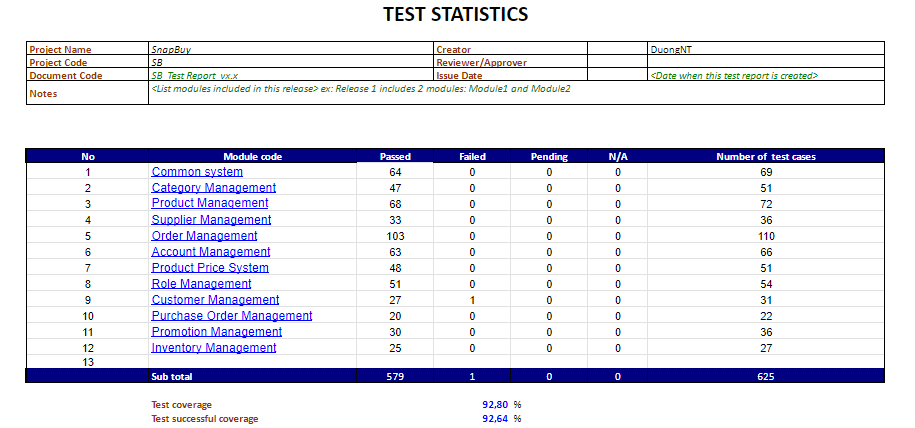 TEST STATISTICS
Project Name SnapBuy Creator DuongNT
Project Code SB Reviewer/Approver
Document Code SB_Test Report_vx.x Issue Date <Date when this test report is created>
Notes <List modules included in this release> ex: Release 1 includes 2 modules: Module1 and Module2
No Module code Passed Failed Pending N/A Number of test cases
1 Common system 64 0 0 0 69
2 Category Management 47 0 0 0 51
3 Product Management 68 0 0 0 72
4 Supplier Management 33 0 0 0 36
5 Order Management 103 0 0 0 110
6 Account Management 63 0 0 0 66
7 Product Price System 48 0 0 0 51
8 Role Management 51 0 0 0 54
9 Customer Management 27 1 0 0 31
10 Purchase Order Management 20 0 0 0 22
11 Promotion Management 30 0 0 0 36
12 Inventory Management 25 0 0 0 27
13
Sub total 579 1 0 0 625
Test coverage 92,80 %
Test successful coverage 92,64 %